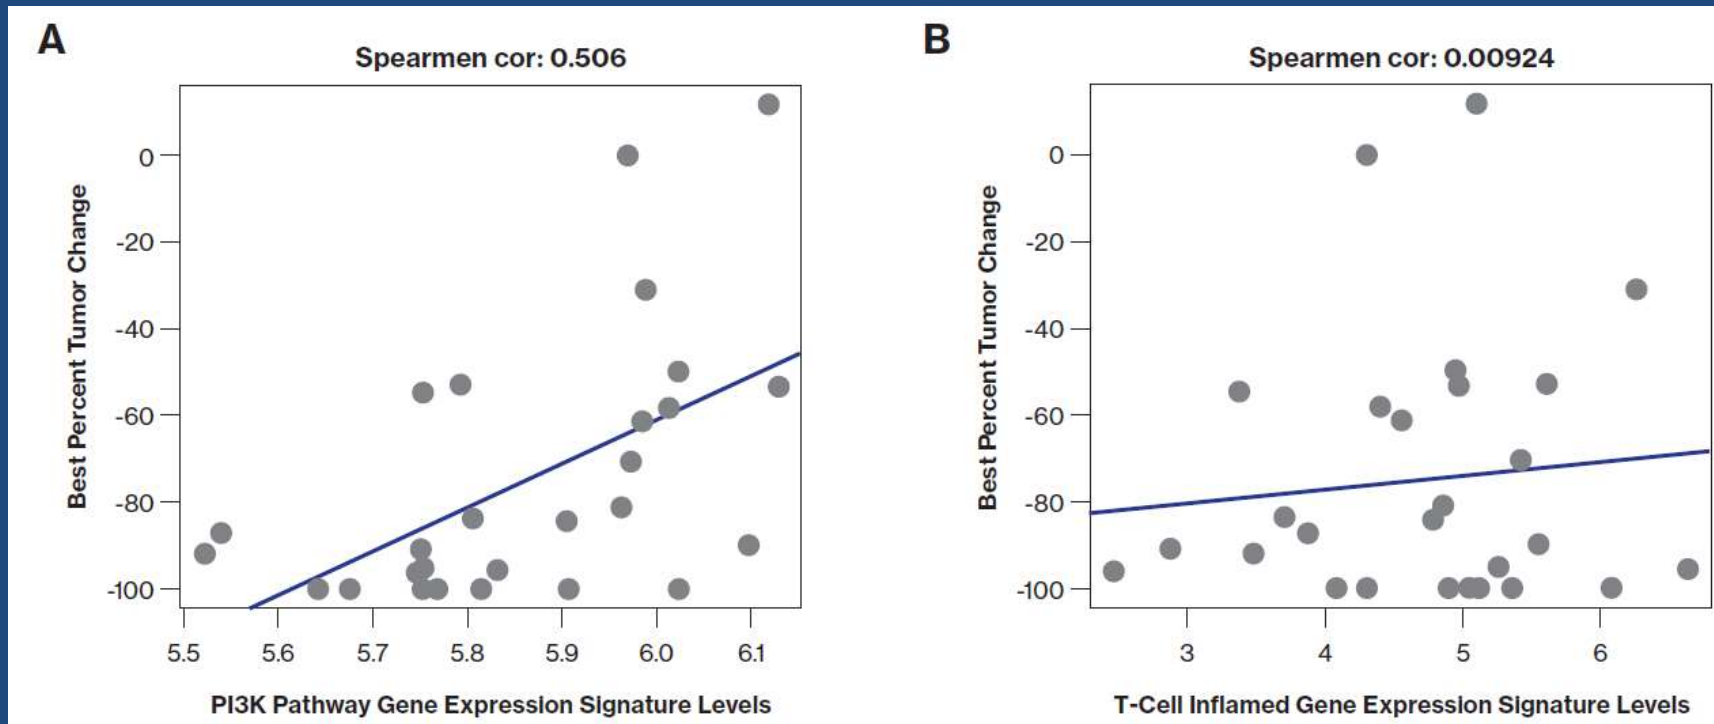 A
Spearmen cor: 0.506
Best Percent Tumor Change
0
-20
-40
-60
-80
-100
5.5 5.6 5.7 5.8 5.9 6.0 6.1
PI3K Pathway Gene Expression Signature Levels
B
Spearmen cor: 0.00924
Best Percent Tumor Change
0
-20
-40
-60
-80
-100
3 4 5 6
T-Cell Inflamed Gene Expression Signature Levels